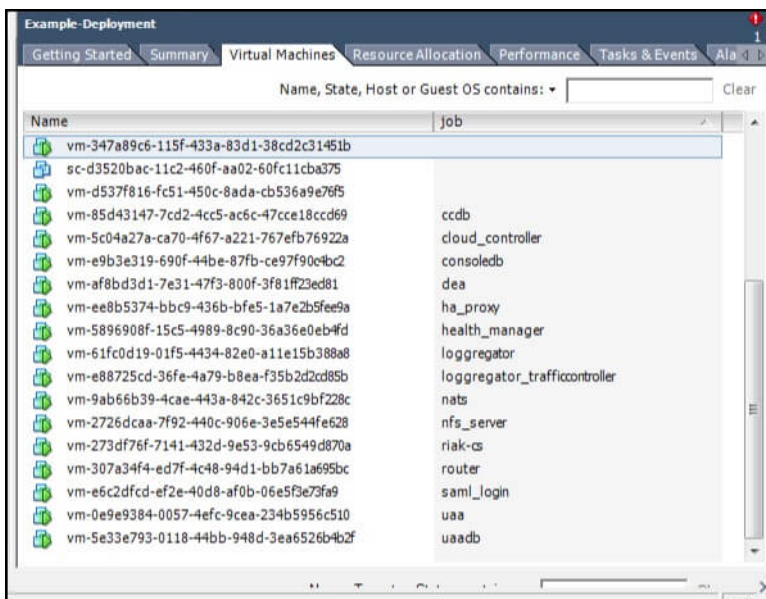 Example-Deployment
1
Getting Started Summary Virtual Machines Resource Allocation Performance Tasks & Events Ala
Name, State, Host or Guest OS contains: Clear
Name job
vm-347a89c6-115f-433a-83d1-38cd2c31451b
sc-d3520bac-11c2-460f-aa02-60fc11cba375
vm-d537f816-fc51-450c-8ada-cb536a9e76f5
vm-85d43147-7cd2-4cc5-ac6c-47cce18ccd69 ccdb
vm-5c04a27a-ca70-4f67-a221-767efb76922a cloud_controller
vm-e9b3e319-690f-44be-87fb-ce97f90c4bc2 consoledb
vm-af8bd3d1-7e31-47f3-800f-3f81ff23ed81 dea
vm-ee8b5374-bbc9-436b-bfe5-1a7e2b5fee9a ha_proxy
vm-5896908f-15c5-4989-8c90-36a36e0eb4fd health_manager
vm-61fc0d19-01f5-4434-82e0-a11e15b388a8 loggregator
vm-e88725cd-36fe-4a79-b8ea-f35b2d2cd85b loggregator_trafficcontroller
vm-9ab66b39-4cae-443a-842c-3651c9bf228c nats
vm-2726dcaa-7f92-440c-906e-3e5e544fe628 nfs_server
vm-273df76f-7141-432d-9e53-9cb6549d870a riak-cs
vm-307a34f4-ed7f-4c48-94d1-bb7a61a695bc router
vm-e6c2dfcd-ef2e-40d8-af0b-06e5f3e73fa9 saml_login
vm-0e9e9384-0057-4efc-9cea-234b5956c510 uaa
vm-5e33e793-0118-44bb-948d-3ea6526b4b2f uaadb